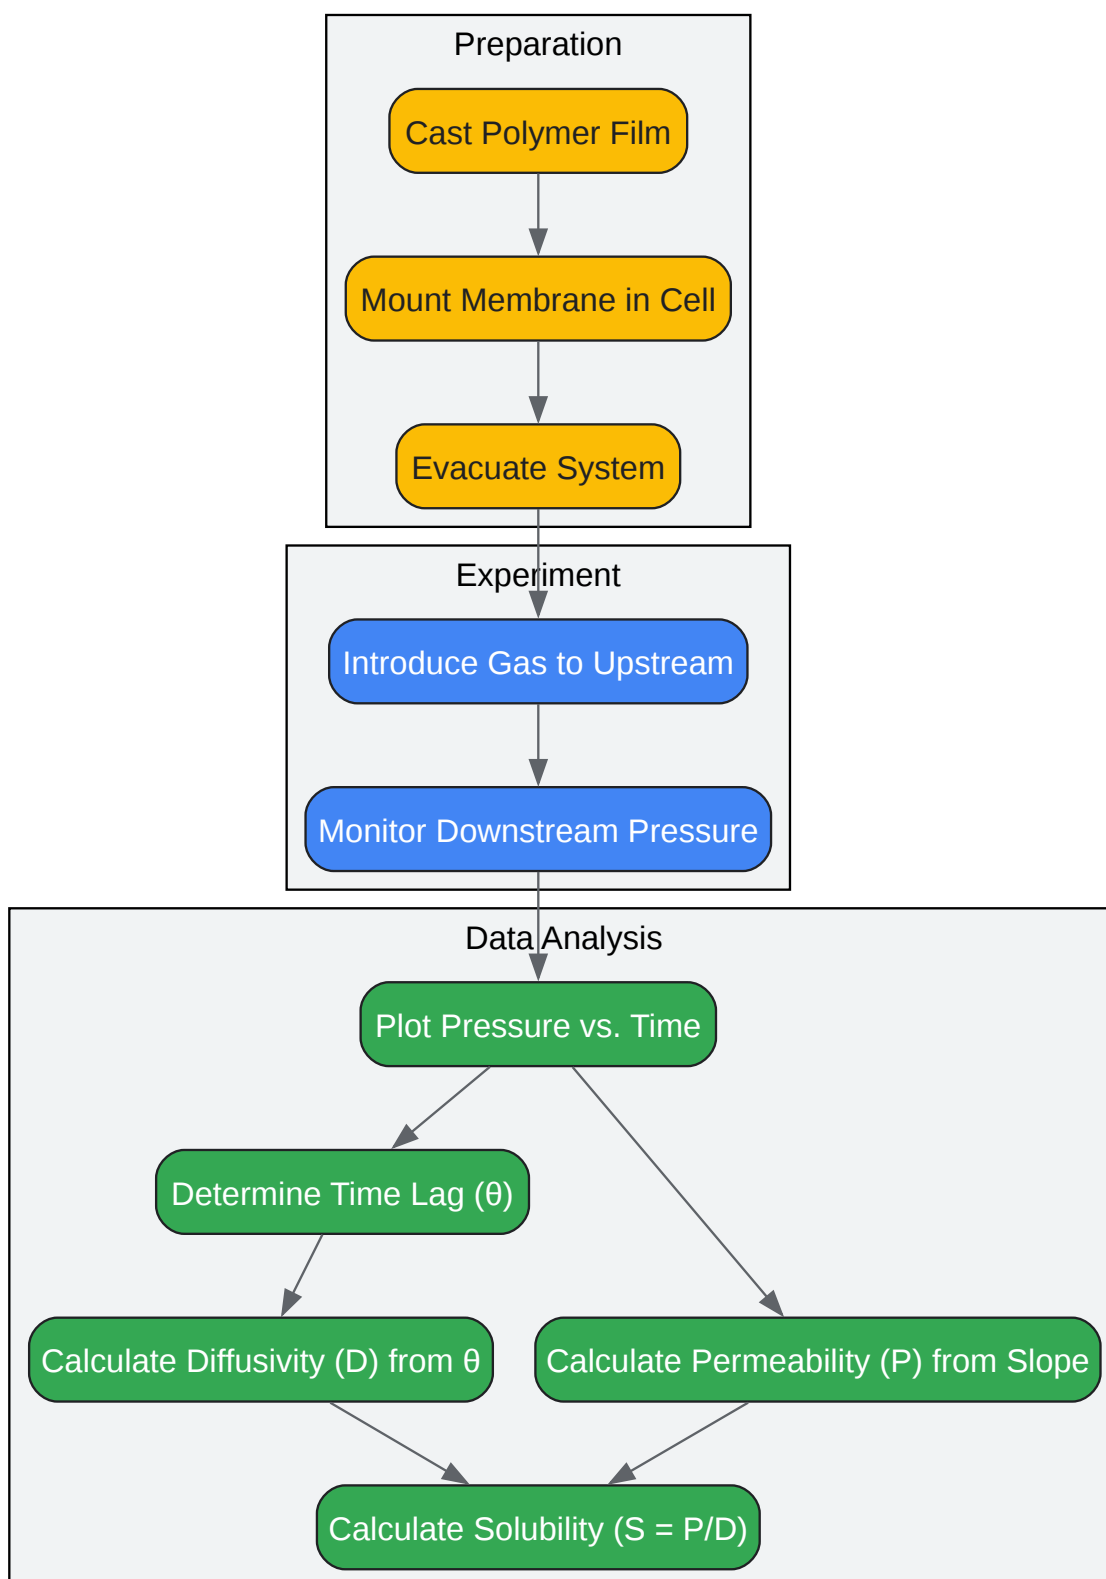 Preparation
Cast Polymer Film
Mount Membrane in Cell
Evacuate System
Experiment
Introduce Gas to Upstream
Monitor Downstream Pressure
Data Analysis
Plot Pressure vs. Time
Determine Time Lag (θ)
Calculate Diffusivity (D) from θ
Calculate Permeability (P) from Slope
Calculate Solubility (S = P/D)